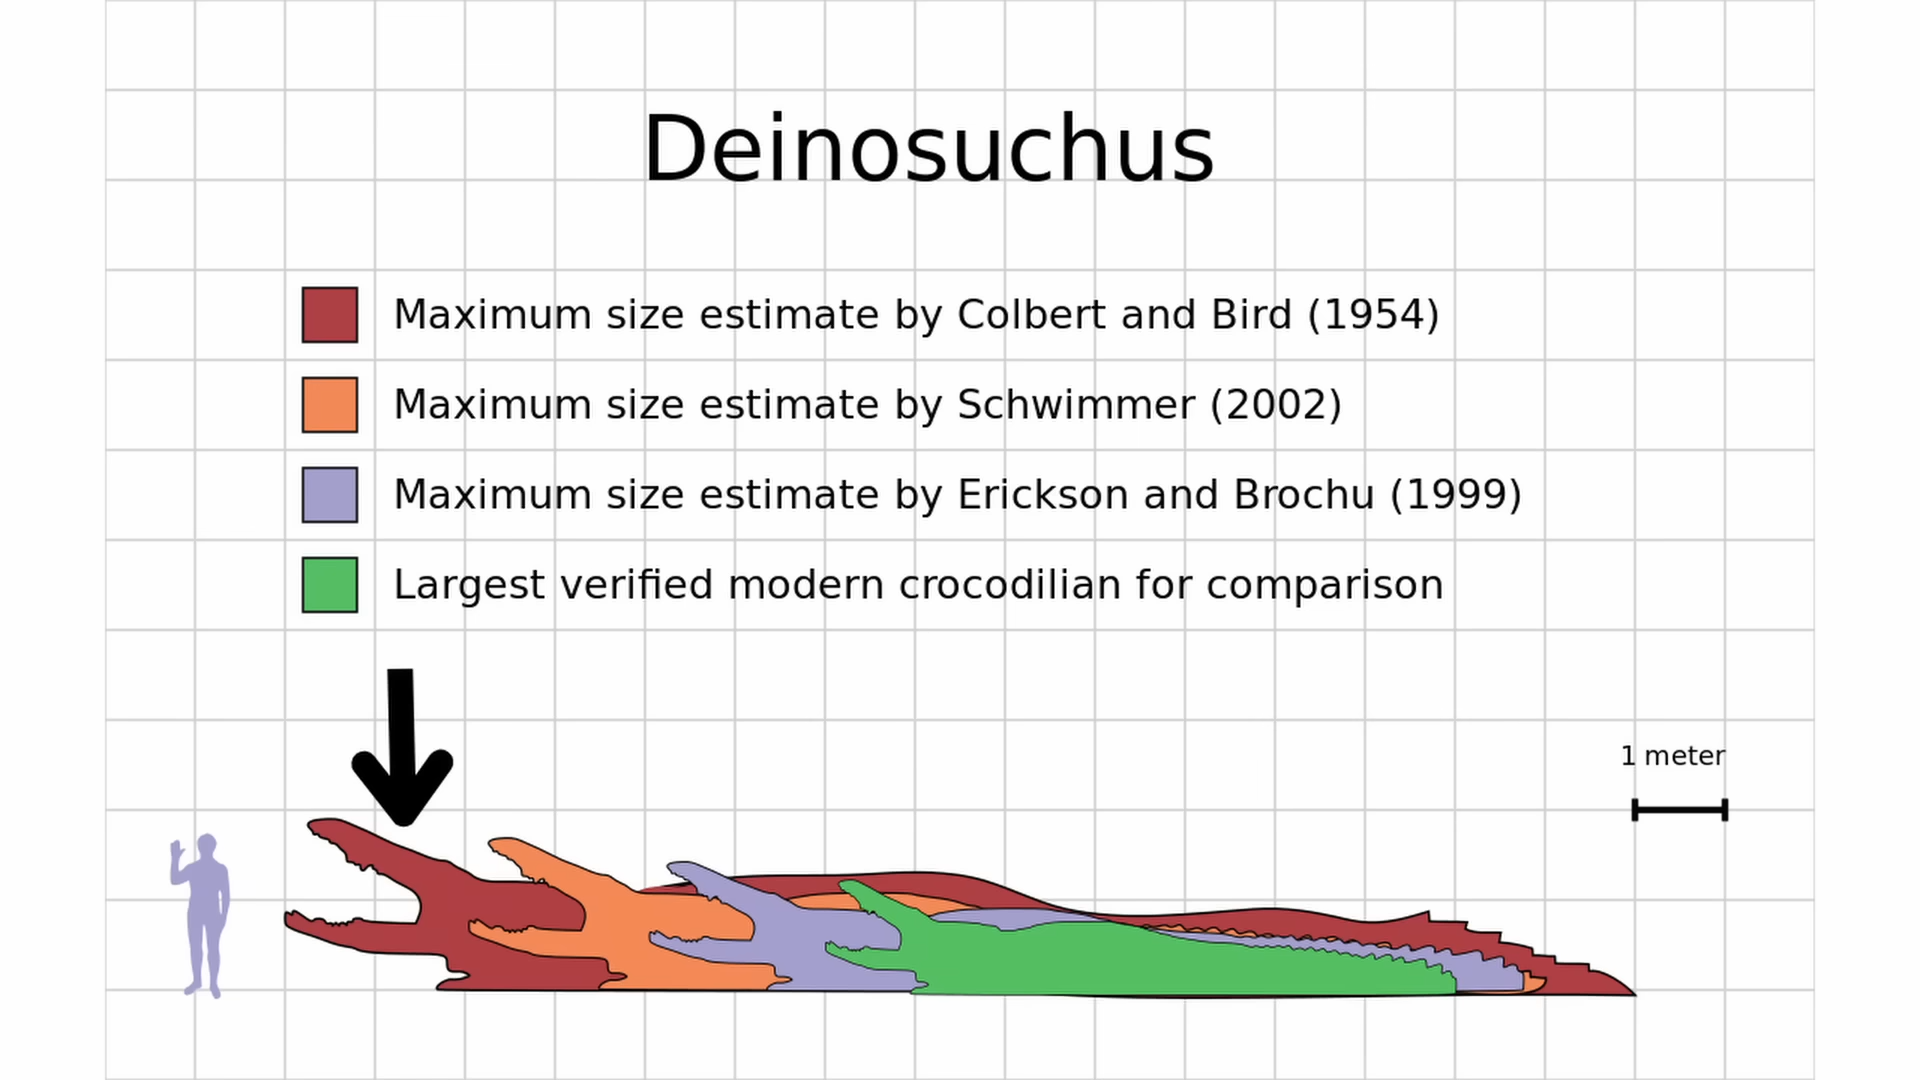 Deinosuchus
Maximum size estimate by Colbert and Bird (1954)
Maximum size estimate by Schwimmer (2002)
Maximum size estimate by Erickson and Brochu (1999)
Largest verified modern crocodilian for comparison
1 meter